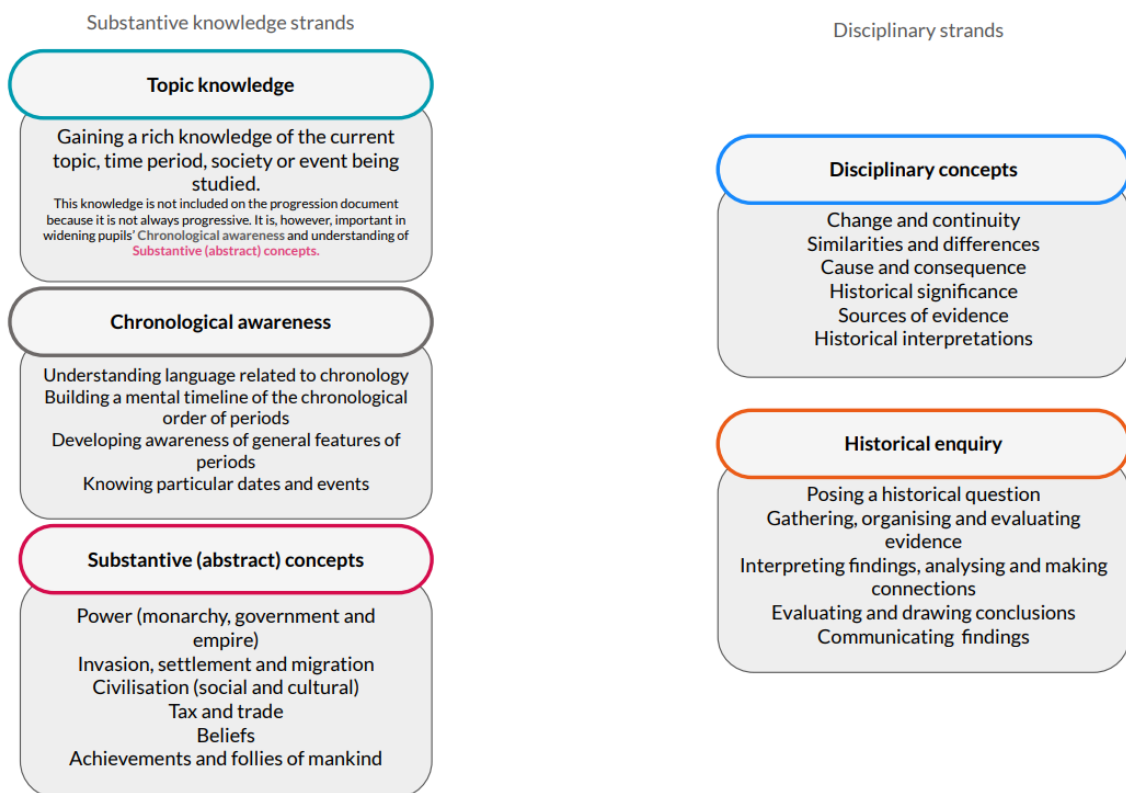 Substantive knowledge strands
Topic knowledge
Gaining a rich knowledge of the current
topic, time period, society or event being
studied.
This knowledge is not included on the progression document
because it is not always progressive. It is, however, important in
widening pupils’ Chronological awareness and understanding of
Substantive (abstract) concepts.
Chronological awareness
Understanding language related to chronology
Building a mental timeline of the chronological
order of periods
Developing awareness of general features of
periods
Knowing particular dates and events
Substantive (abstract) concepts
Power (monarchy, government and
empire)
Invasion, settlement and migration
Civilisation (social and cultural)
Tax and trade
Beliefs
Achievements and follies of mankind
Disciplinary strands
Disciplinary concepts
Change and continuity
Similarities and differences
Cause and consequence
Historical significance
Sources of evidence
Historical interpretations
Historical enquiry
Posing a historical question
Gathering, organising and evaluating
evidence
Interpreting findings, analysing and making
connections
Evaluating and drawing conclusions
Communicating findings